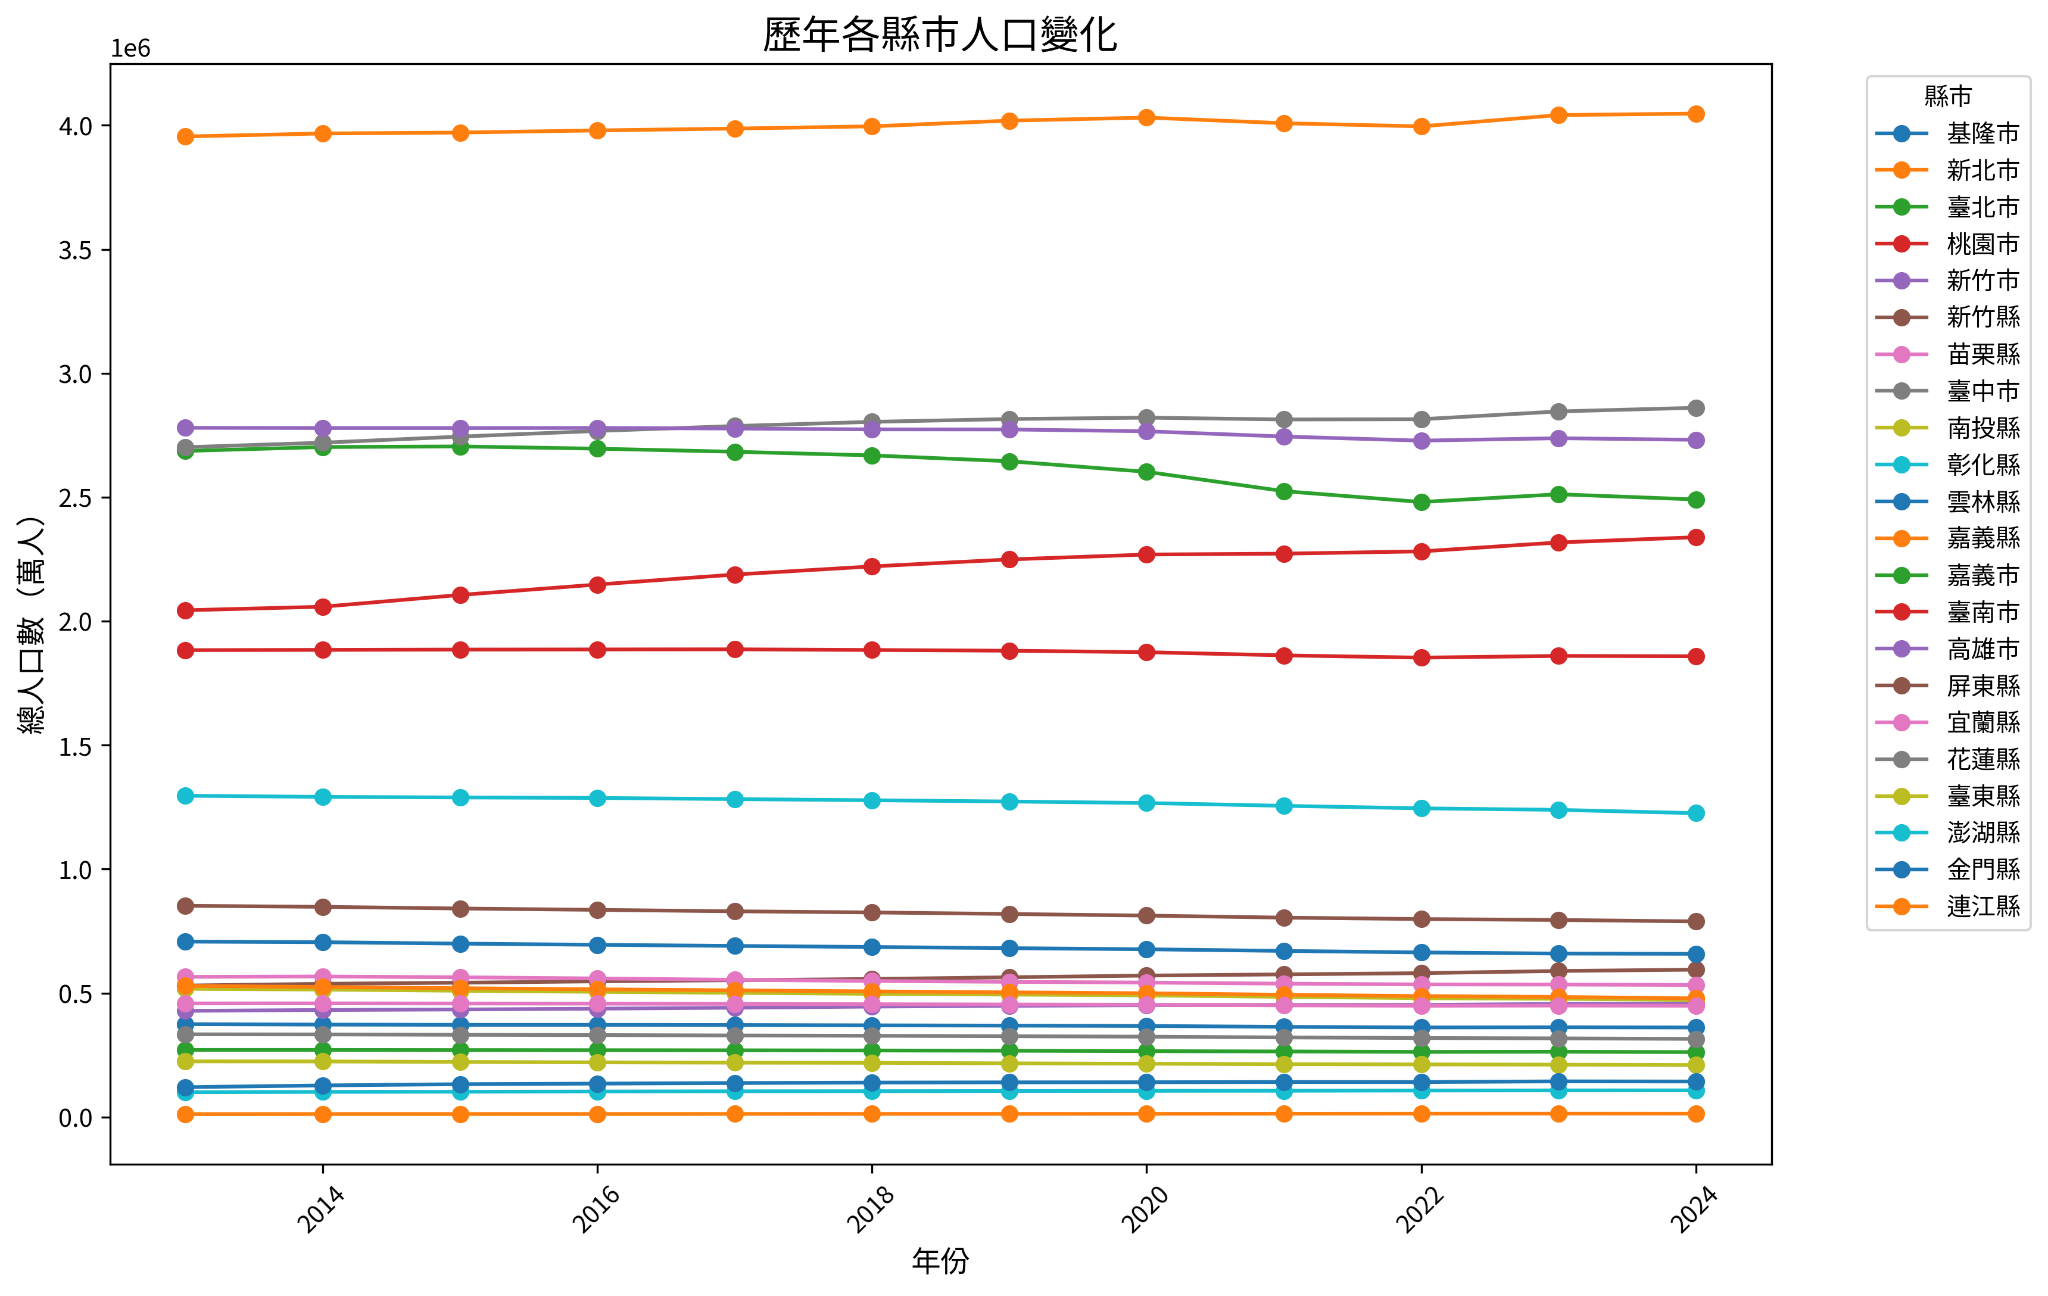 歷年各縣市人口變化
1e6
4.0
3.5
3.0
2.5
2.0
1.5
1.0
0.5
0.0
總人口數（萬人）
2014
2016
2018
2020
2022
2024
年份
縣市
基隆市
新北市
臺北市
桃園市
新竹市
新竹縣
苗栗縣
臺中市
南投縣
彰化縣
雲林縣
嘉義縣
嘉義市
臺南市
高雄市
屏東縣
宜蘭縣
花蓮縣
臺東縣
澎湖縣
金門縣
連江縣